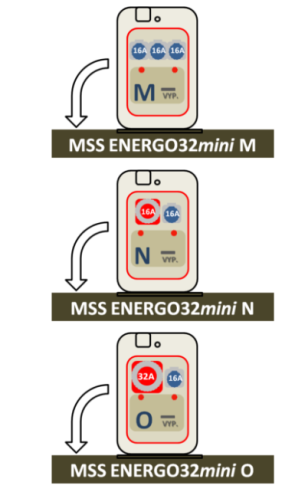 16A 16A 16A
M VYP.
MSS ENERGO32mini M
16A 16A
N VYP.
MSS ENERGO32mini N
32A 16A
O VYP.
MSS ENERGO32mini O